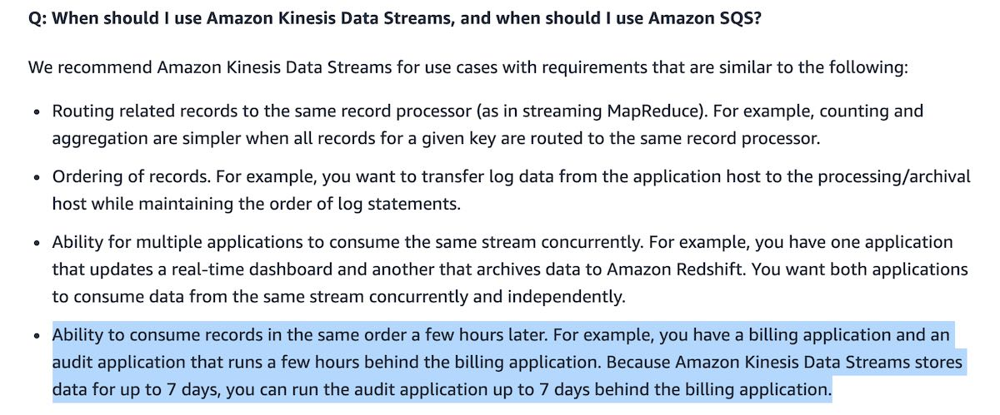 Q: When should I use Amazon Kinesis Data Streams, and when should I use Amazon SQS?
We recommend Amazon Kinesis Data Streams for use cases with requirements that are similar to the following:
• Routing related records to the same record processor (as in streaming MapReduce). For example, counting and
aggregation are simpler when all records for a given key are routed to the same record processor.
• Ordering of records. For example, you want to transfer log data from the application host to the processing/archival
host while maintaining the order of log statements.
• Ability for multiple applications to consume the same stream concurrently. For example, you have one application
that updates a real-time dashboard and another that archives data to Amazon Redshift. You want both applications
to consume data from the same stream concurrently and independently.
• Ability to consume records in the same order a few hours later. For example, you have a billing application and an
audit application that runs a few hours behind the billing application. Because Amazon Kinesis Data Streams stores
data for up to 7 days, you can run the audit application up to 7 days behind the billing application.